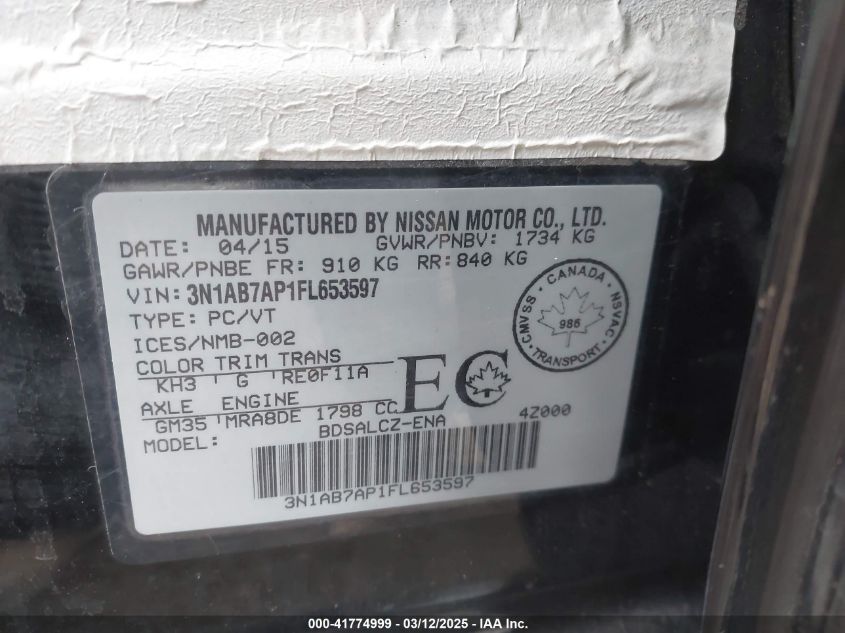 MANUFACTURED BY NISSAN MOTOR CO., LTD.
DATE: 04/15 GVWR/PNBV: 1734 KG
GAWR/PNBE FR: 910 KG RR:840 KG
VIN: 3N1AB7AP1FL653597
TYPE: PC/VT
ICES/NMB-002
COLOR TRIM TRANS
KH3 G RE0F11A
AXLE ENGINE
GM35 MRA8DE 1798 CC
MODEL: BDSALCZ-ENA 4Z000
EC
CANADA
CMVSS NSVAC
986
TRANSPORT
3N1AB7AP1FL653597
000-41774999 - 03/12/2025 - IAA Inc.